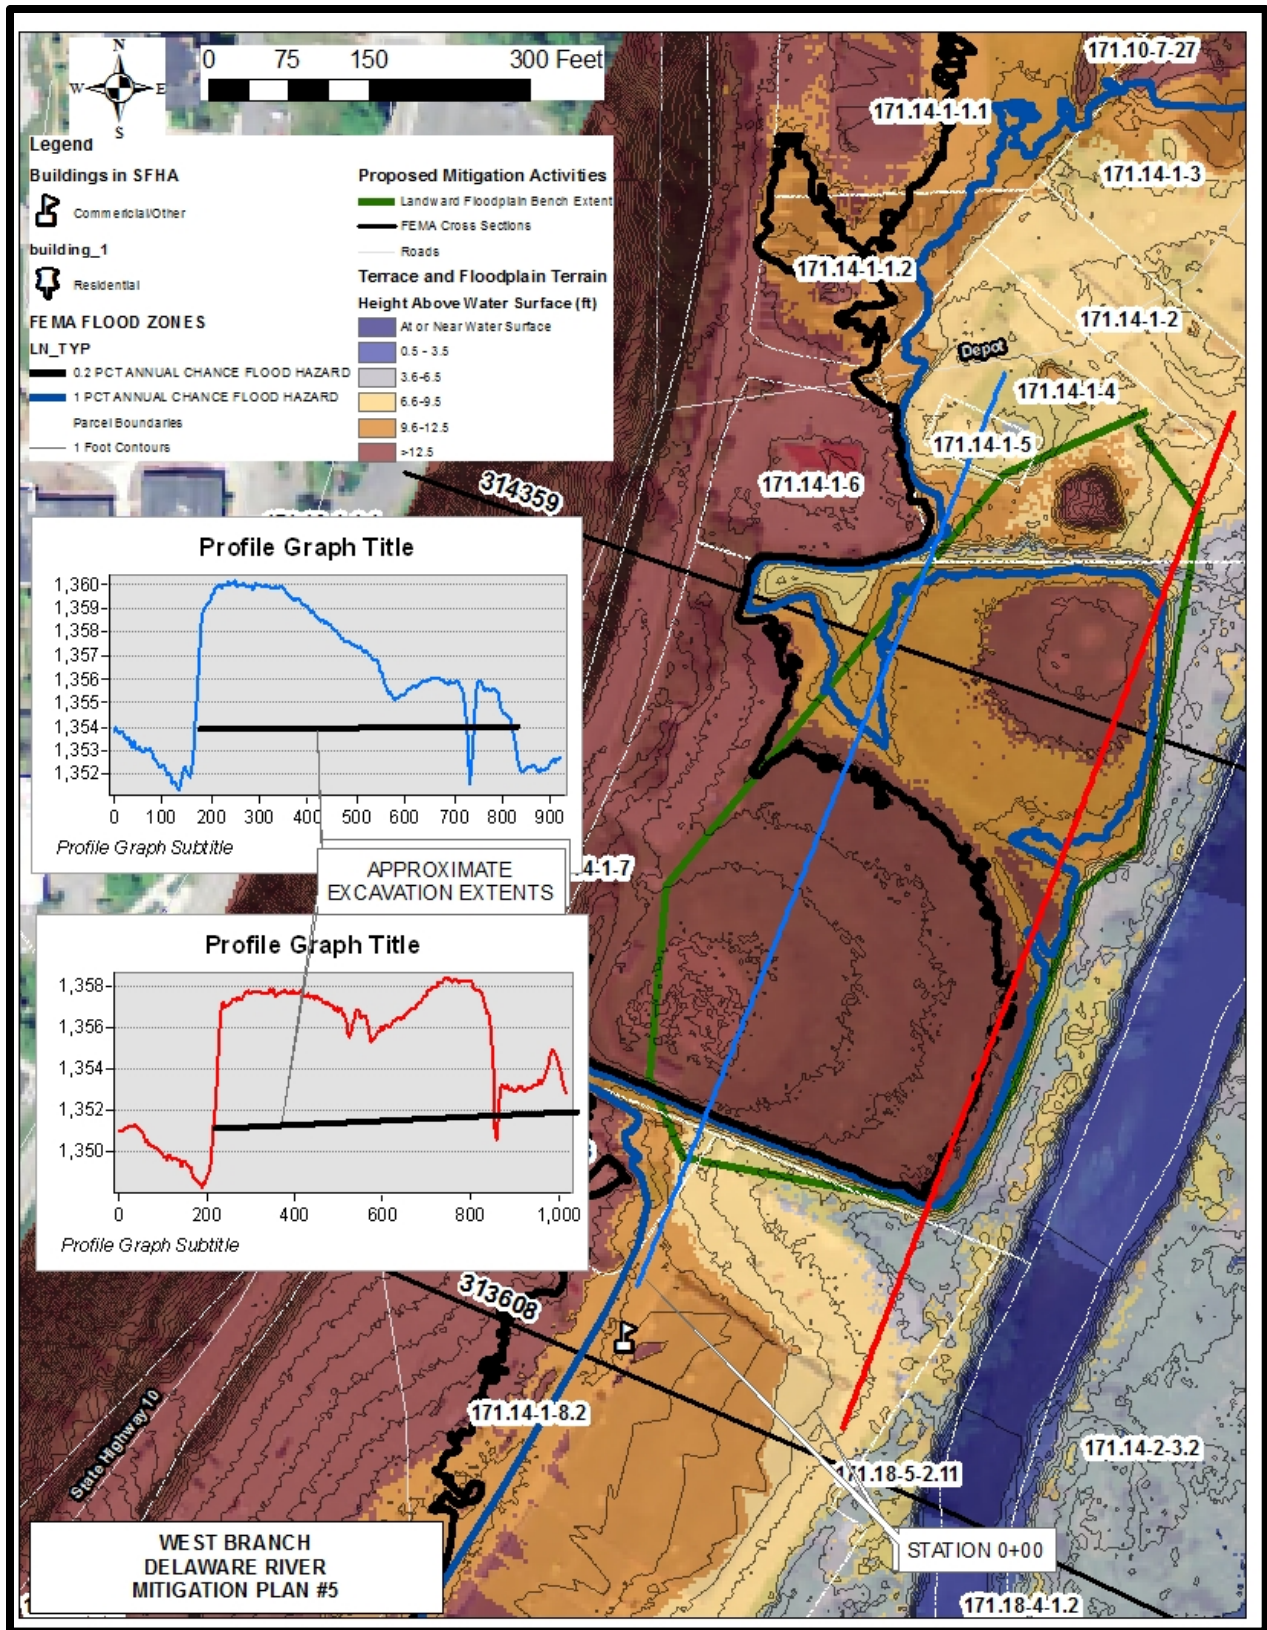 N
W E
S
0 75 150 300 Feet
Legend
Buildings in SFHA
Commericial/Other
building_1
Residential
FEMA FLOOD ZONES
LN_TYP
0.2 PCT ANNUAL CHANCE FLOOD HAZARD
1 PCT ANNUAL CHANCE FLOOD HAZARD
Parcel Boundaries
1 Foot Contours
Proposed Mitigation Activities
Landward Floodplain Bench Extent
FEMA Cross Sections
Roads
Terrace and Floodplain Terrain
Height Above Water Surface (ft)
At or Near Water Surface
0.5 - 3.5
3.6-6.5
6.6-9.5
9.6-12.5
>12.5
171.10-7-27
171.14-1-1.1
171.14-1-3
171.14-1-1.2
171.14-1-2
Depot
171.14-1-4
171.14-1-5
171.14-1-6
314359
Profile Graph Title
1,360
1,359
1,358
1,357
1,356
1,355
1,354
1,353
1,352
0 100 200 300 400 500 600 700 800 900
Profile Graph Subtitle
4-1-7
APPROXIMATE
EXCAVATION EXTENTS
Profile Graph Title
1,358
1,356
1,354
1,352
1,350
0 200 400 600 800 1,000
Profile Graph Subtitle
313608
State Highway 10
171.14-1-8.2
171.14-2-3.2
171.18-5-2.11
STATION 0+00
WEST BRANCH
DELAWARE RIVER
MITIGATION PLAN #5
171.18-4-1.2